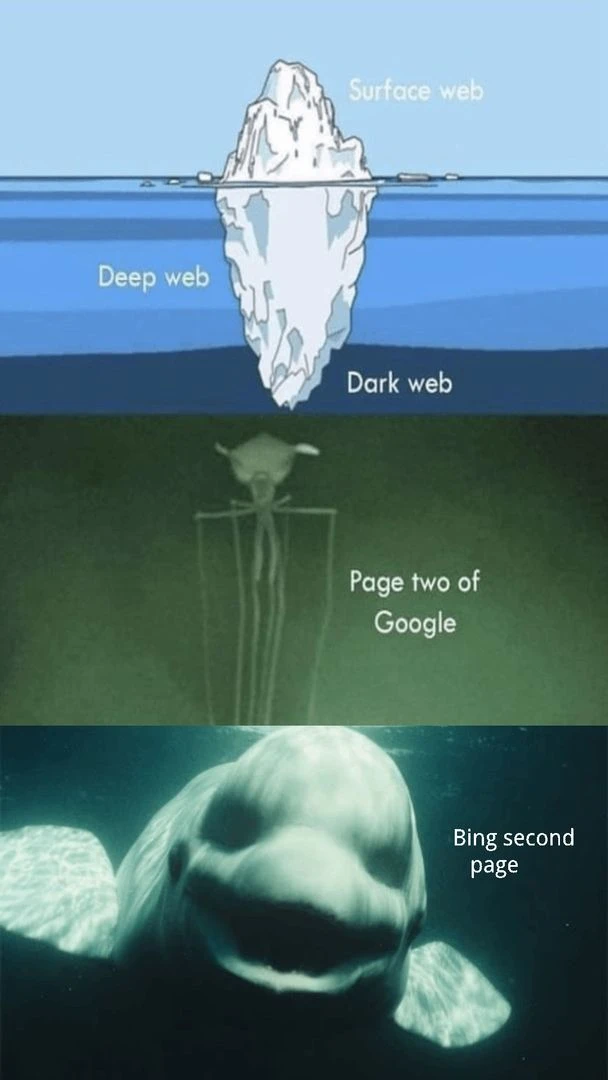 Surface web
Deep web
Dark web
Page two of
Google
Bing second
page